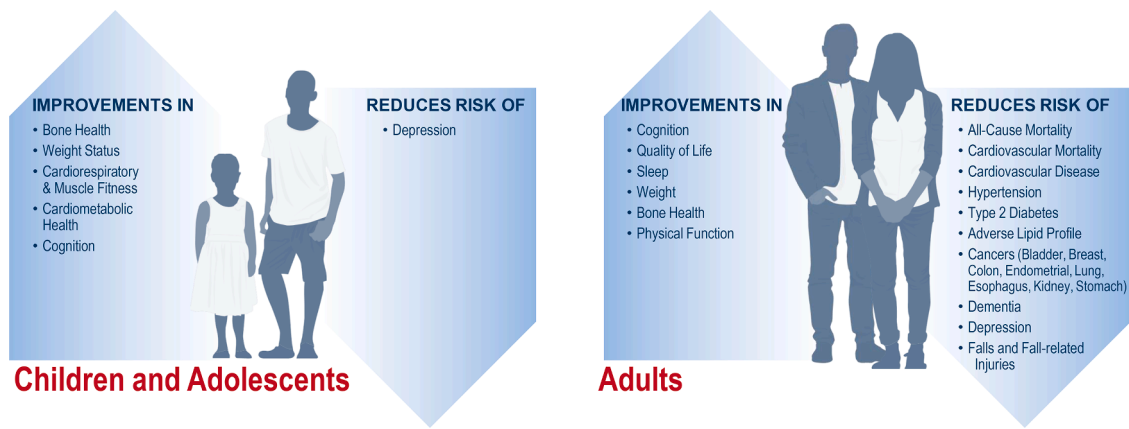 IMPROVEMENTS IN
• Bone Health
• Weight Status
• Cardiorespiratory
& Muscle Fitness
• Cardiometabolic
Health
• Cognition
REDUCES RISK OF
• Depression
Children and Adolescents
IMPROVEMENTS IN
• Cognition
• Quality of Life
• Sleep
• Weight
• Bone Health
• Physical Function
REDUCES RISK OF
• All-Cause Mortality
• Cardiovascular Mortality
• Cardiovascular Disease
• Hypertension
• Type 2 Diabetes
• Adverse Lipid Profile
• Cancers (Bladder, Breast,
Colon, Endometrial, Lung,
Esophagus, Kidney, Stomach)
• Dementia
• Depression
• Falls and Fall-related
Injuries
Adults